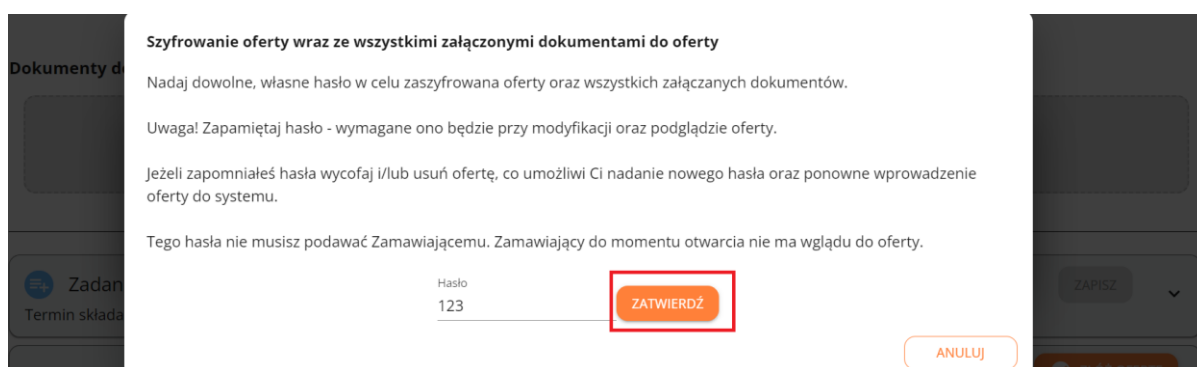 Szyfrowanie oferty wraz ze wszystkimi załączonymi dokumentami do oferty
Dokumenty d
Nadaj dowolne, własne hasło w celu zaszyfrowana oferty oraz wszystkich załączanych dokumentów.
Uwaga! Zapamiętaj hasło - wymagane ono będzie przy modyfikacji oraz podglądzie oferty.
Jeżeli zapomniałeś hasła wycofaj i/lub usuń ofertę, co umożliwi Ci nadanie nowego hasła oraz ponowne wprowadzenie
oferty do systemu.
Tego hasła nie musisz podawać Zamawiającemu. Zamawiający do momentu otwarcia nie ma wglądu do oferty.
Zadan
ZAPISZ
Termin składa
Hasło
123
ZATWIERDŹ
ANULUJ